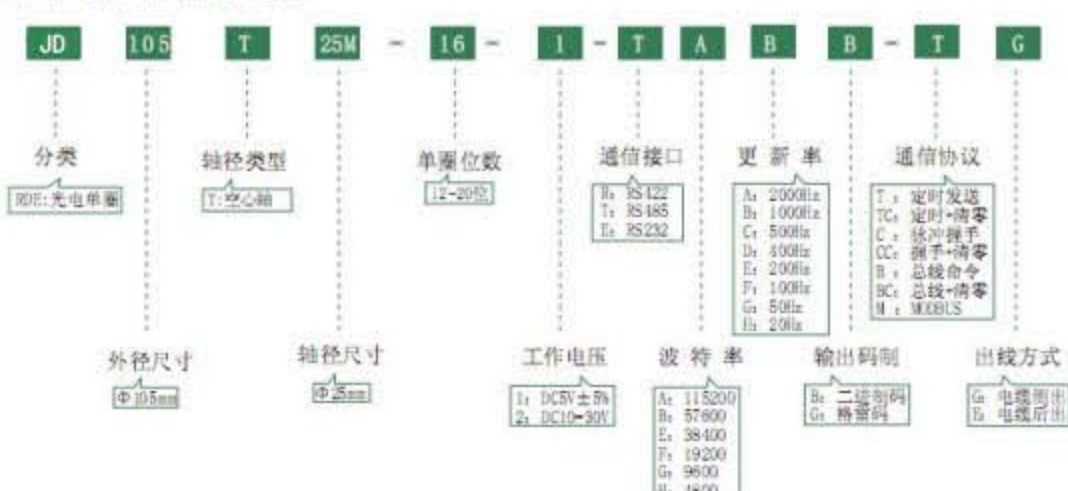 JD 105 T 25M - 16 - 1 - T A B B - T G
分类
RDE:光电单圈
轴径类型
T:空心轴
单圈位数
12-20位
通信接口
R: RS422
T: RS485
E: RS232
更 新 率
A: 2000Hz
B: 1000Hz
C: 500Hz
D: 400Hz
E: 200Hz
F: 100Hz
G: 50Hz
H: 20Hz
通信协议
T : 定时发送
TC: 定时+清零
C : 脉冲握手
CC: 握手+清零
B : 总线命令
BC: 总线+清零
M : MODBUS
外径尺寸
Φ105mm
轴径尺寸
Φ25mm
工作电压
1: DC5V±5%
2: DC10-30V
波 特 率
A: 115200
B: 57600
E: 38400
F: 19200
G: 9600
H: 4800
输出码制
B: 二进制码
G: 格雷码
出线方式
G: 电缆侧出
E: 电缆后出